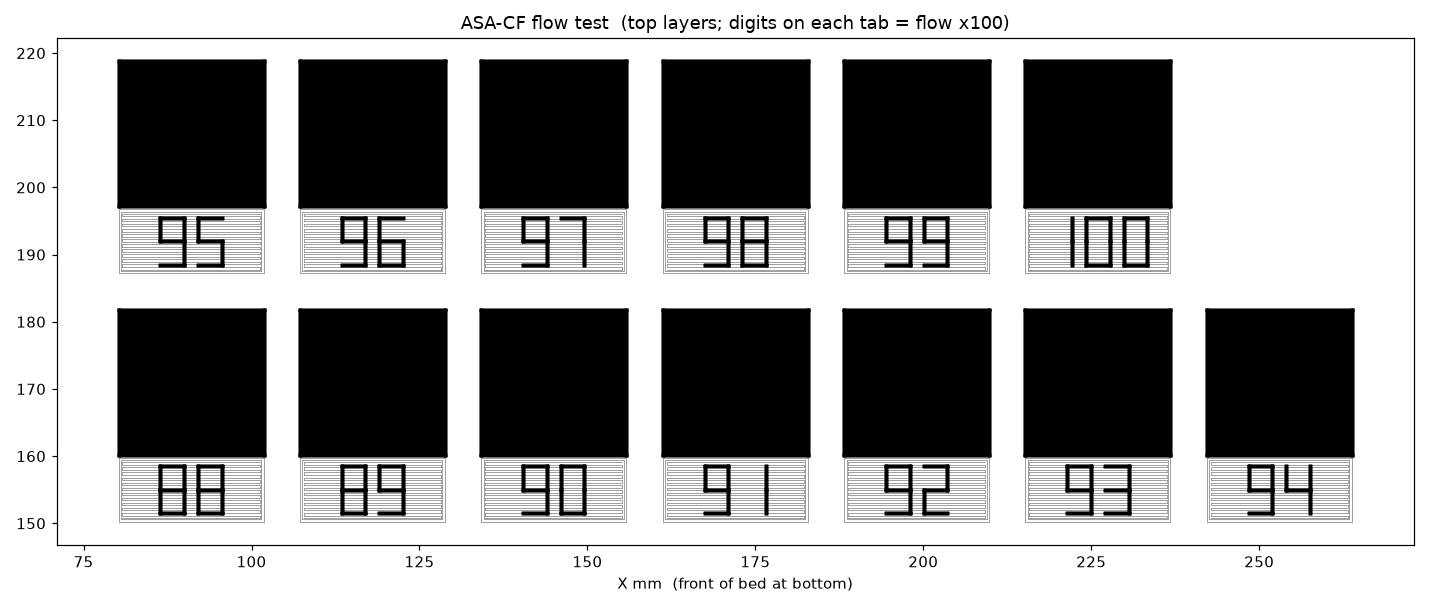 ASA-CF flow test  (top layers; digits on each tab = flow x100)
220
210
200
95 96 97 98 99 100
190
180
170
160
88 89 90 91 92 93 94
150
75 100 125 150 175 200 225 250
X mm  (front of bed at bottom)